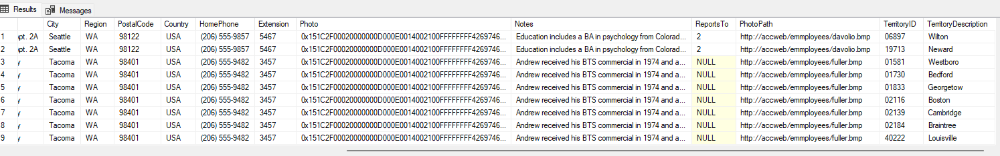 Results Messages
City Region PostalCode Country HomePhone Extension Photo Notes ReportsTo PhotoPath TerritoryID TerritoryDescription
1 pt. 2A Seattle WA 98122 USA (206) 555-9857 5467 0x151C2F00020000000D000E0014002100FFFFFFFF4269746... Education includes a BA in psychology from Colorad... 2 http://accweb/emmployees/davolio.bmp 06897 Wilton
2 pt. 2A Seattle WA 98122 USA (206) 555-9857 5467 0x151C2F00020000000D000E0014002100FFFFFFFF4269746... Education includes a BA in psychology from Colorad... 2 http://accweb/emmployees/davolio.bmp 19713 Neward
3 y Tacoma WA 98401 USA (206) 555-9482 3457 0x151C2F00020000000D000E0014002100FFFFFFFF4269746... Andrew received his BTS commercial in 1974 and a... NULL http://accweb/emmployees/fuller.bmp 01581 Westboro
4 y Tacoma WA 98401 USA (206) 555-9482 3457 0x151C2F00020000000D000E0014002100FFFFFFFF4269746... Andrew received his BTS commercial in 1974 and a... NULL http://accweb/emmployees/fuller.bmp 01730 Bedford
5 y Tacoma WA 98401 USA (206) 555-9482 3457 0x151C2F00020000000D000E0014002100FFFFFFFF4269746... Andrew received his BTS commercial in 1974 and a... NULL http://accweb/emmployees/fuller.bmp 01833 Georgetow
6 y Tacoma WA 98401 USA (206) 555-9482 3457 0x151C2F00020000000D000E0014002100FFFFFFFF4269746... Andrew received his BTS commercial in 1974 and a... NULL http://accweb/emmployees/fuller.bmp 02116 Boston
7 y Tacoma WA 98401 USA (206) 555-9482 3457 0x151C2F00020000000D000E0014002100FFFFFFFF4269746... Andrew received his BTS commercial in 1974 and a... NULL http://accweb/emmployees/fuller.bmp 02139 Cambridge
8 y Tacoma WA 98401 USA (206) 555-9482 3457 0x151C2F00020000000D000E0014002100FFFFFFFF4269746... Andrew received his BTS commercial in 1974 and a... NULL http://accweb/emmployees/fuller.bmp 02184 Braintree
9 y Tacoma WA 98401 USA (206) 555-9482 3457 0x151C2F00020000000D000E0014002100FFFFFFFF4269746... Andrew received his BTS commercial in 1974 and a... NULL http://accweb/emmployees/fuller.bmp 40222 Louisville